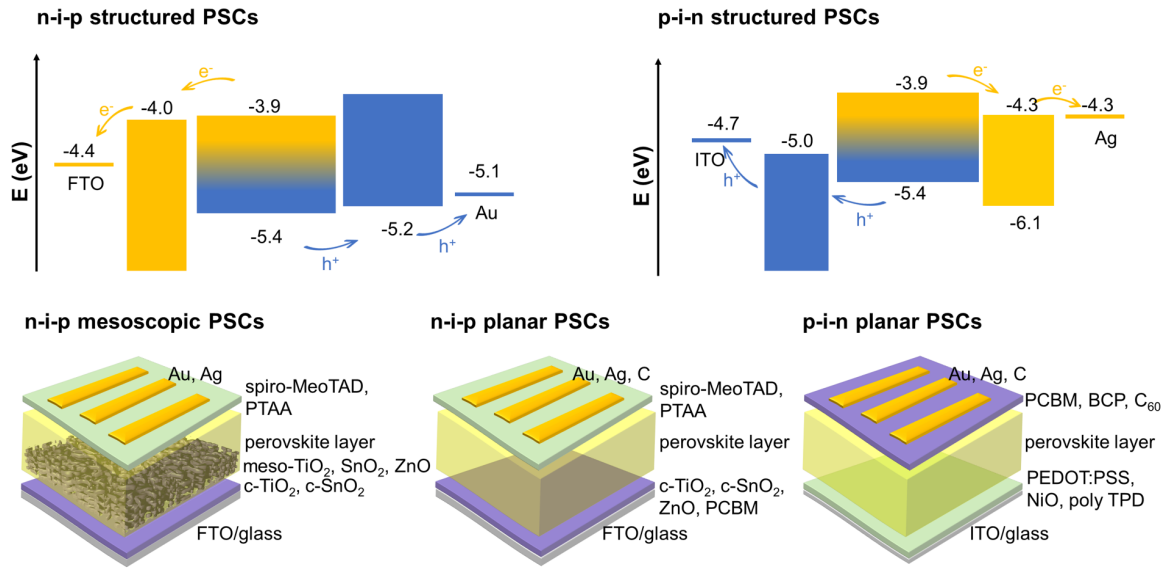 n-i-p structured PSCs
p-i-n structured PSCs
E (eV)
e⁻
e⁻
-4.0
-3.9
-4.4
FTO
-5.4
h⁺
-5.2
h⁺
-5.1
Au
E (eV)
-4.7
ITO
h⁺
-5.0
-3.9
e⁻
-4.3
e⁻
-4.3
Ag
-5.4
h⁺
-6.1
n-i-p mesoscopic PSCs
Au, Ag
spiro-MeoTAD,
PTAA
perovskite layer
meso-TiO₂, SnO₂, ZnO
c-TiO₂, c-SnO₂
FTO/glass
n-i-p planar PSCs
Au, Ag, C
spiro-MeoTAD,
PTAA
perovskite layer
c-TiO₂, c-SnO₂,
ZnO, PCBM
FTO/glass
p-i-n planar PSCs
Au, Ag, C
PCBM, BCP, C₆₀
perovskite layer
PEDOT:PSS,
NiO, poly TPD
ITO/glass